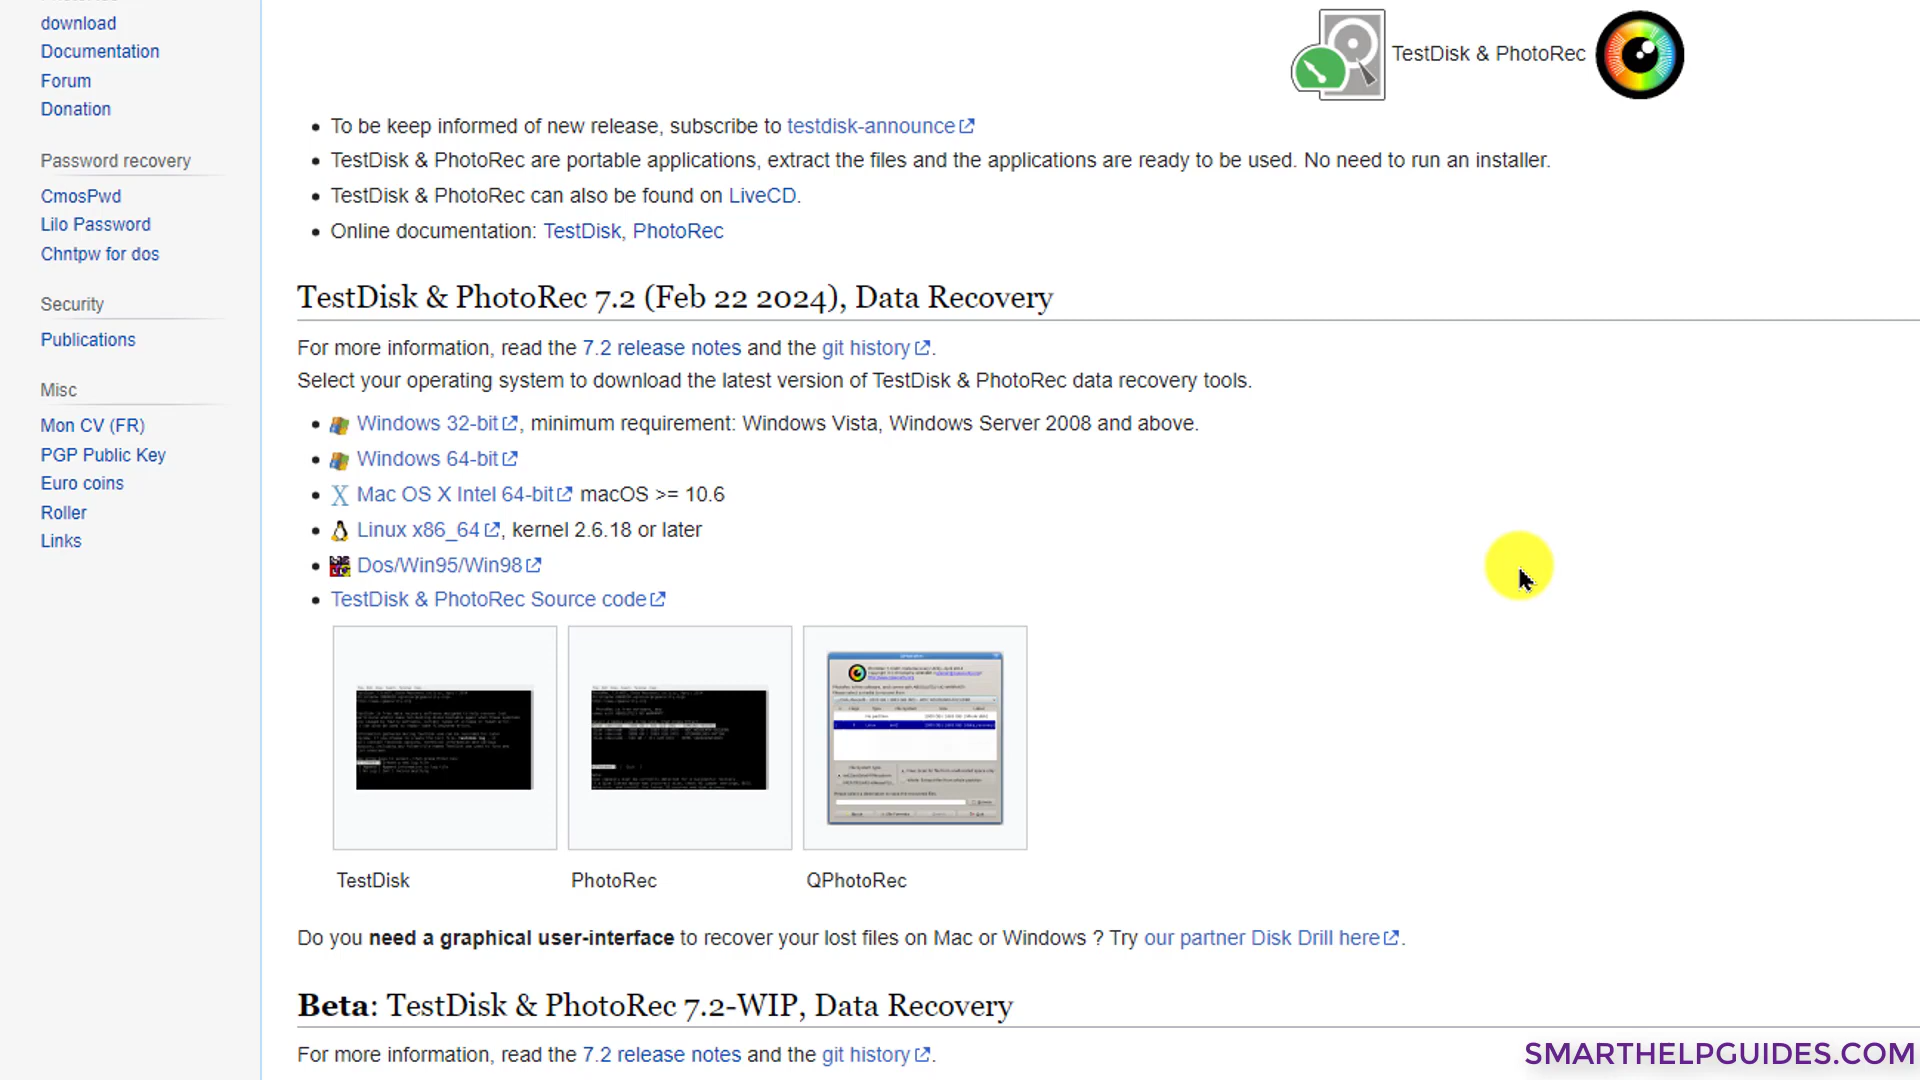 download
Documentation
Forum
Donation
Password recovery
CmosPwd
Lilo Password
Chntpw for dos
Security
Publications
Misc
Mon CV (FR)
PGP Public Key
Euro coins
Roller
Links
TestDisk & PhotoRec
To be keep informed of new release, subscribe to testdisk-announce
TestDisk & PhotoRec are portable applications, extract the files and the applications are ready to be used. No need to run an installer.
TestDisk & PhotoRec can also be found on LiveCD.
Online documentation: TestDisk, PhotoRec
TestDisk & PhotoRec 7.2 (Feb 22 2024), Data Recovery
For more information, read the 7.2 release notes and the git history.
Select your operating system to download the latest version of TestDisk & PhotoRec data recovery tools.
Windows 32-bit, minimum requirement: Windows Vista, Windows Server 2008 and above.
Windows 64-bit
Mac OS X Intel 64-bit macOS >= 10.6
Linux x86_64, kernel 2.6.18 or later
Dos/Win95/Win98
TestDisk & PhotoRec Source code
TestDisk
PhotoRec
QPhotoRec
Do you need a graphical user-interface to recover your lost files on Mac or Windows ? Try our partner Disk Drill here.
Beta: TestDisk & PhotoRec 7.2-WIP, Data Recovery
For more information, read the 7.2 release notes and the git history.
SMARTHELPGUIDES.COM